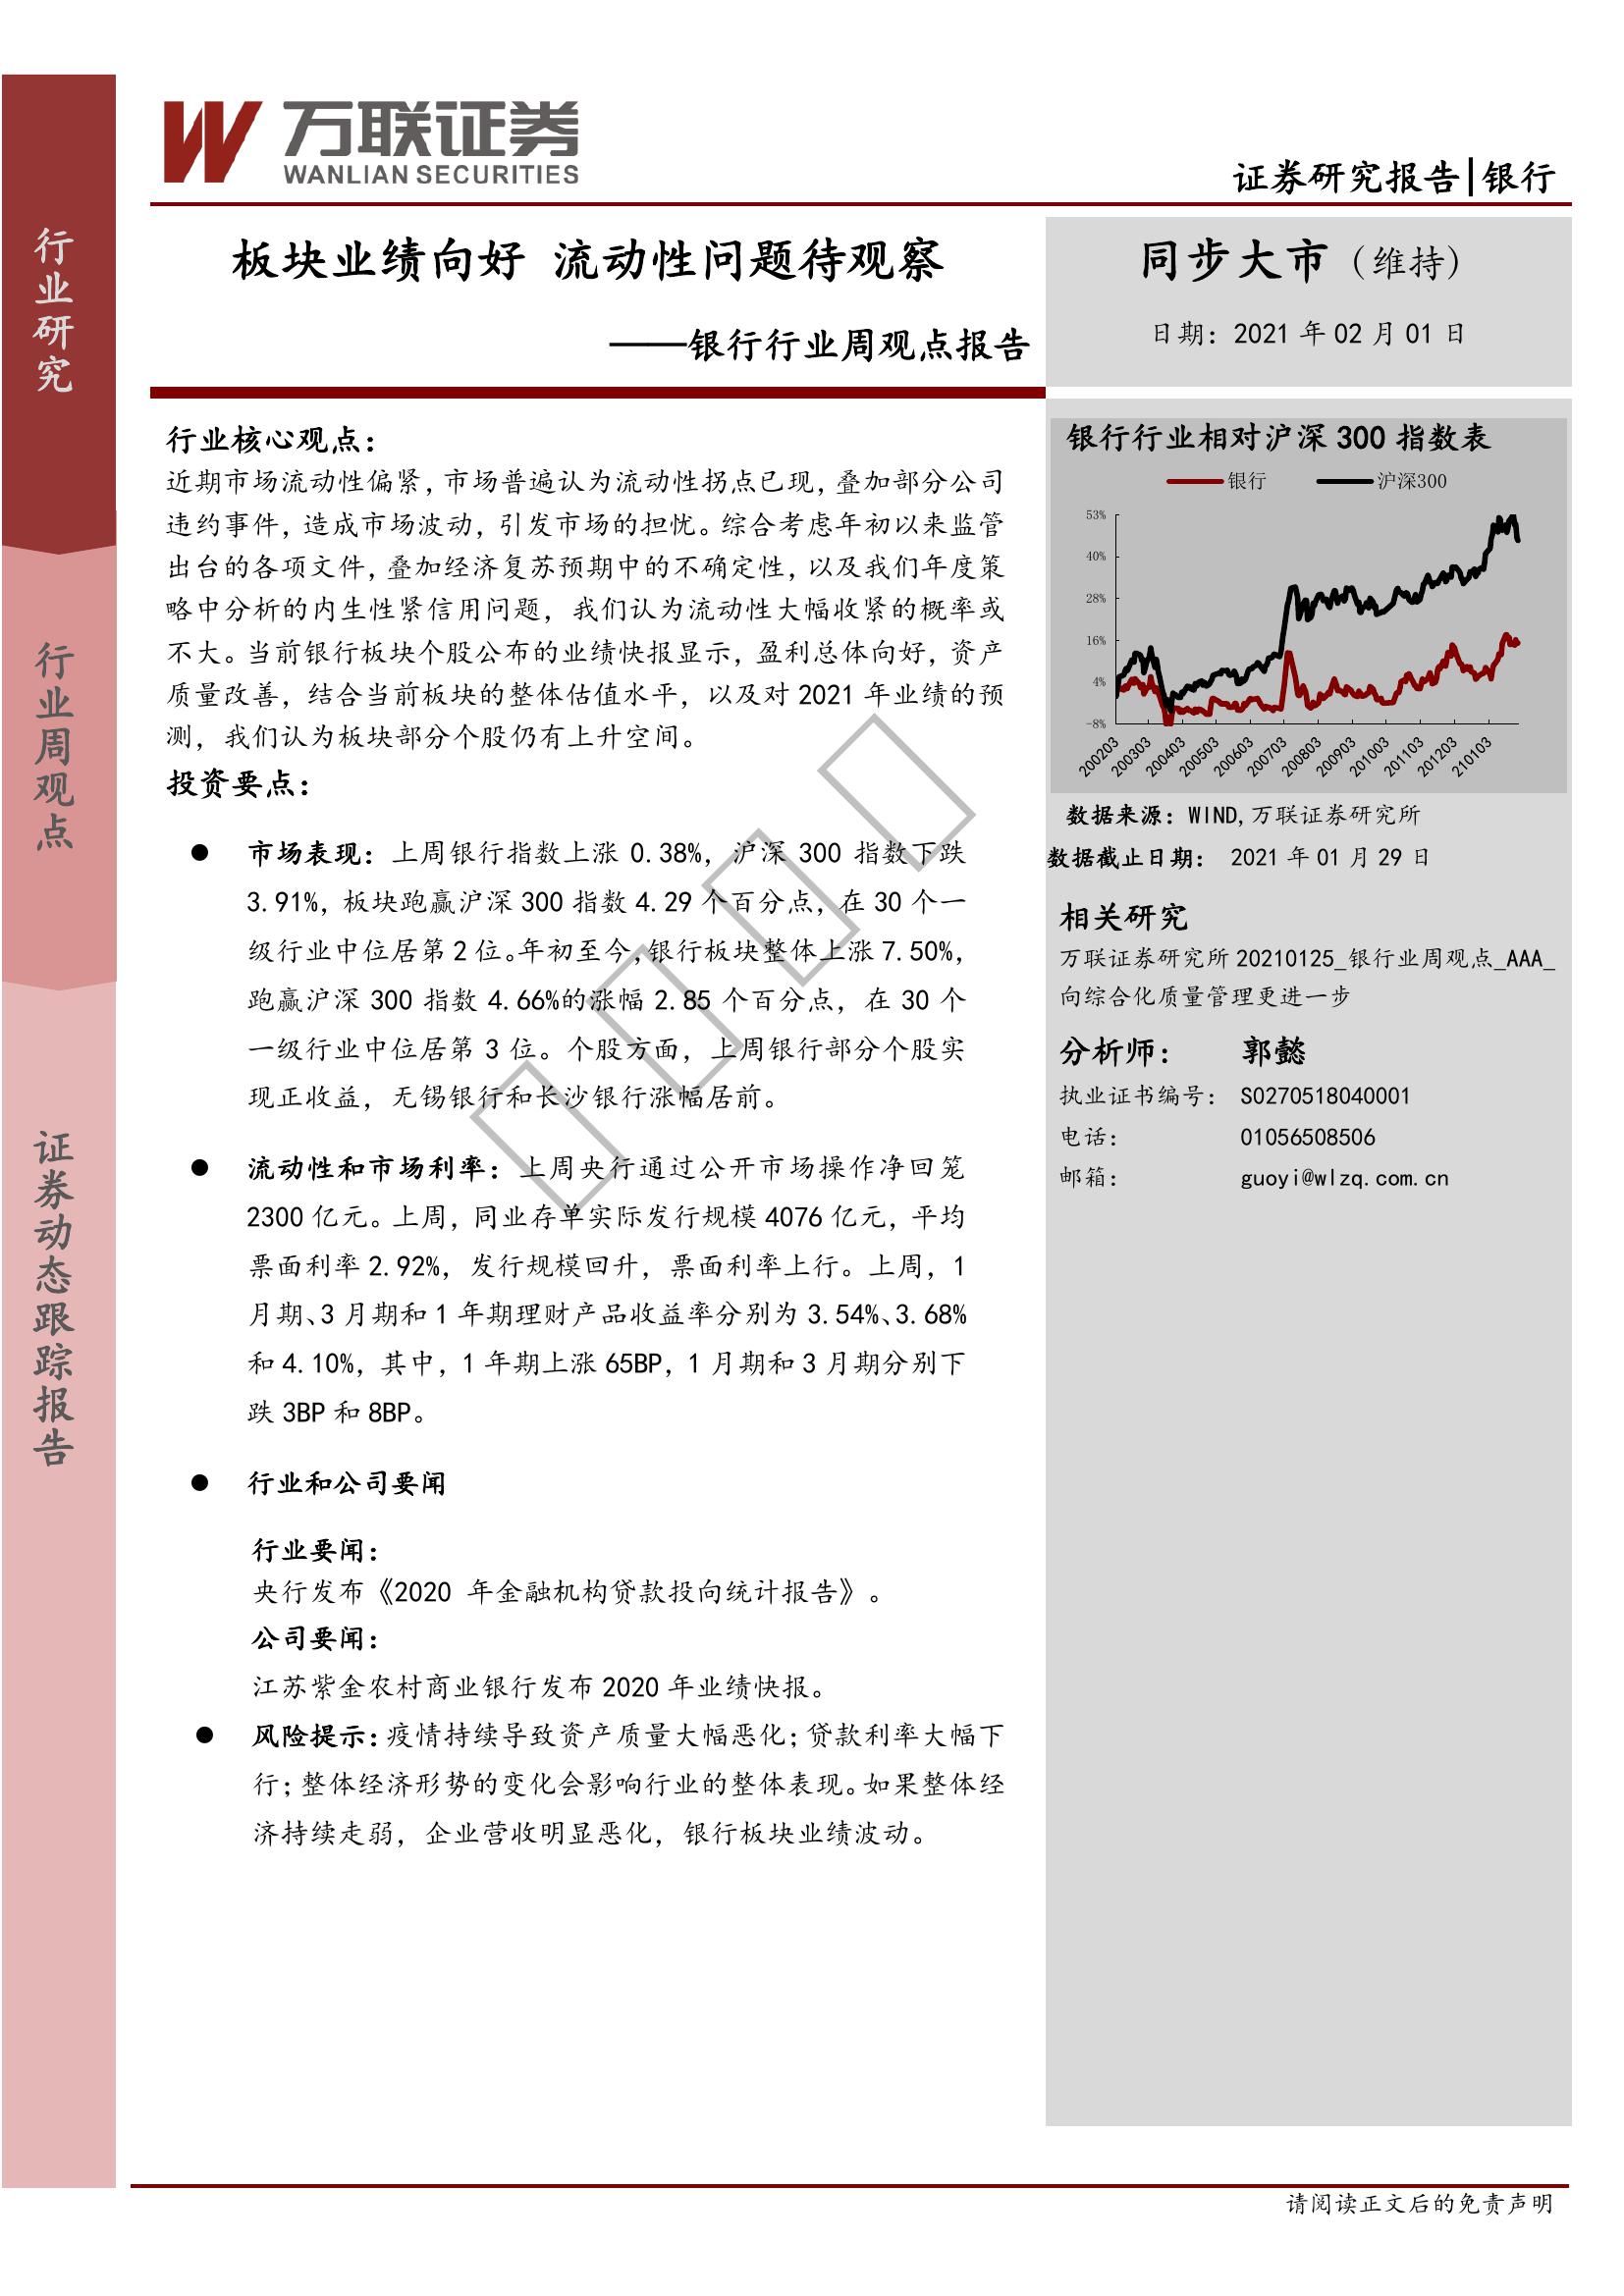 万联证券
WANLIAN SECURITIES
证券研究报告|银行
行业研究
行业周观点
证券动态跟踪报告
板块业绩向好 流动性问题待观察
——银行行业周观点报告
同步大市(维持)
日期：2021 年 02 月 01 日
行业核心观点：
近期市场流动性偏紧，市场普遍认为流动性拐点已现，叠加部分公司
违约事件，造成市场波动，引发市场的担忧。综合考虑年初以来监管
出台的各项文件，叠加经济复苏预期中的不确定性，以及我们年度策
略中分析的内生性紧信用问题，我们认为流动性大幅收紧的概率或
不大。当前银行板块个股公布的业绩快报显示，盈利总体向好，资产
质量改善，结合当前板块的整体估值水平，以及对 2021 年业绩的预
测，我们认为板块部分个股仍有上升空间。
投资要点：
● 市场表现：上周银行指数上涨 0.38%，沪深 300 指数下跌
3.91%，板块跑赢沪深 300 指数 4.29 个百分点，在 30 个一
级行业中位居第 2 位。年初至今，银行板块整体上涨 7.50%，
跑赢沪深 300 指数 4.66%的涨幅 2.85 个百分点，在 30 个
一级行业中位居第 3 位。个股方面，上周银行部分个股实
现正收益，无锡银行和长沙银行涨幅居前。
● 流动性和市场利率：上周央行通过公开市场操作净回笼
2300 亿元。上周，同业存单实际发行规模 4076 亿元，平均
票面利率 2.92%，发行规模回升，票面利率上行。上周，1
月期、3 月期和 1 年期理财产品收益率分别为 3.54%、3.68%
和 4.10%，其中，1 年期上涨 65BP，1 月期和 3 月期分别下
跌 3BP 和 8BP。
● 行业和公司要闻
行业要闻：
央行发布《2020 年金融机构贷款投向统计报告》。
公司要闻：
江苏紫金农村商业银行发布 2020 年业绩快报。
● 风险提示：疫情持续导致资产质量大幅恶化；贷款利率大幅下
行；整体经济形势的变化会影响行业的整体表现。如果整体经
济持续走弱，企业营收明显恶化，银行板块业绩波动。
银行行业相对沪深 300 指数表
银行 沪深300
53%
40%
28%
16%
4%
-8%
200203 200303 200403 200503 200603 200703 200803 200903 201003 201103 201203 210103
数据来源：WIND,万联证券研究所
数据截止日期： 2021 年 01 月 29 日
相关研究
万联证券研究所 20210125_银行业周观点_AAA_
向综合化质量管理更进一步
分析师： 郭懿
执业证书编号： S0270518040001
电话： 01056508506
邮箱： guoyi@wlzq.com.cn
请阅读正文后的免责声明